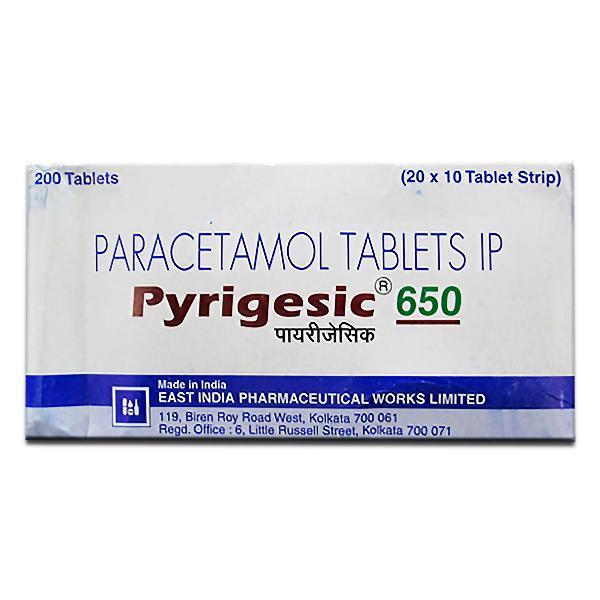 200 Tablets
(20 x 10 Tablet Strip)
PARACETAMOL TABLETS IP
Pyrigesic® 650
पायरीजेसिक
Made in India
EAST INDIA PHARMACEUTICAL WORKS LIMITED
119, Biren Roy Road West, Kolkata 700 061
Regd. Office : 6, Little Russell Street, Kolkata 700 071